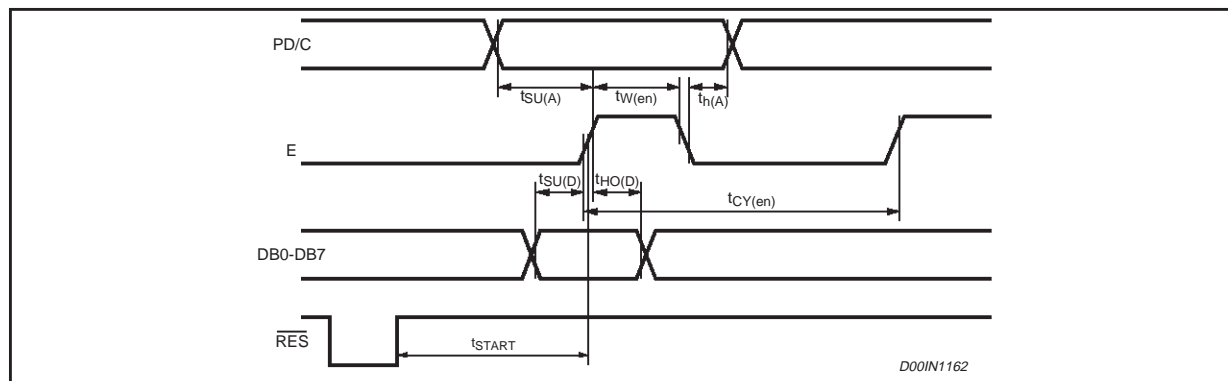 PD/C
tSU(A) tW(en) th(A)
E
tSU(D) tHO(D)
tCY(en)
DB0-DB7
RES
tSTART
D00IN1162